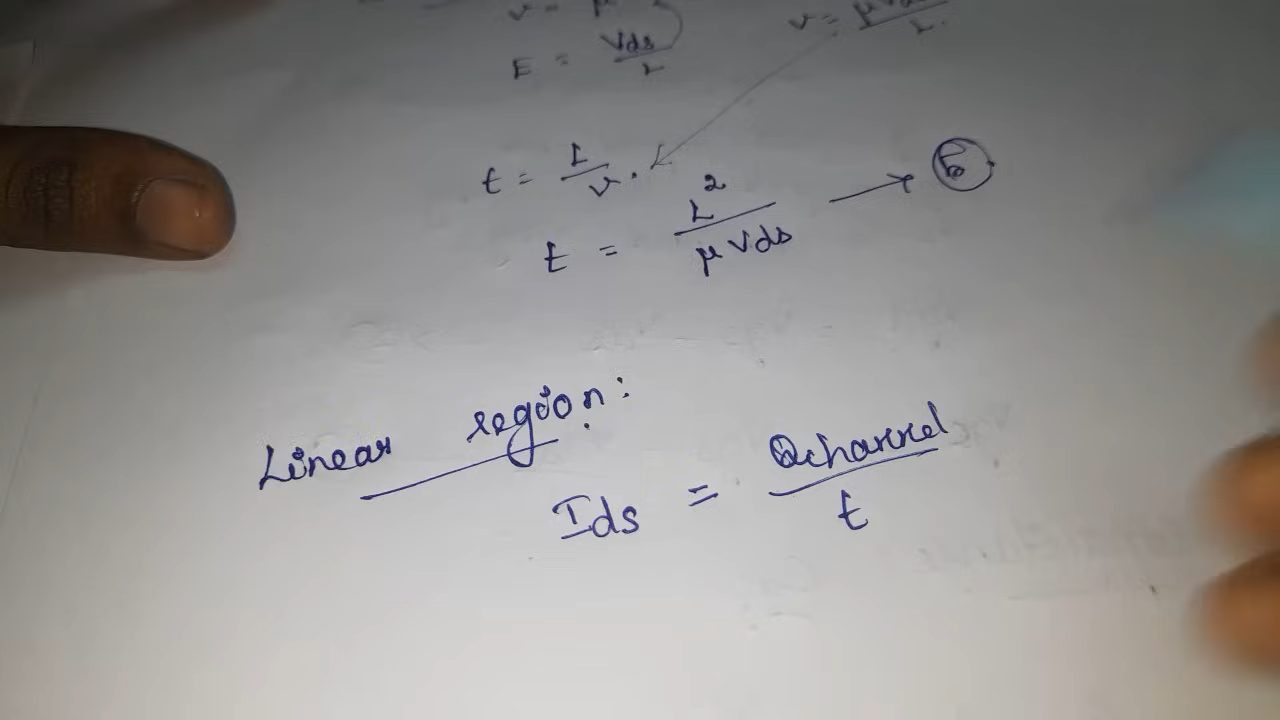 v = μ
E = Vds/L
t = L/v . L
t = L²/μVds → b
Linear region:
Ids = Qchannel/t